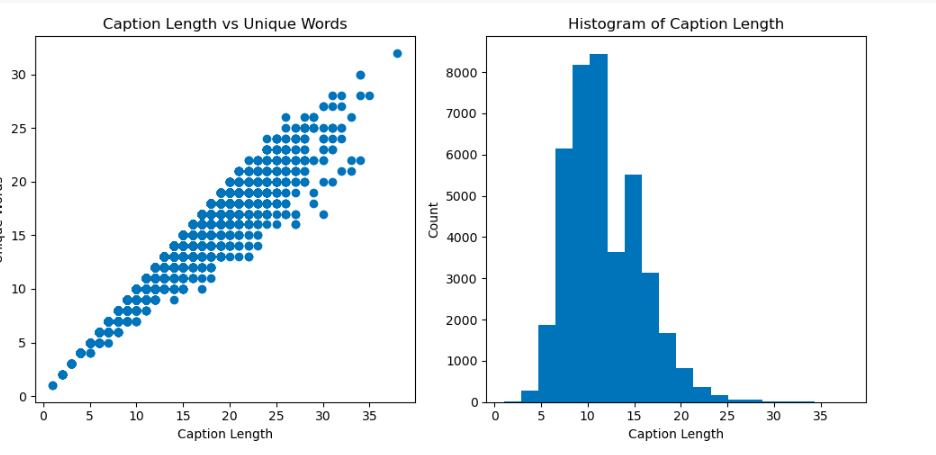 Caption Length vs Unique Words
30
25
20
15
10
5
0
0 5 10 15 20 25 30 35
Caption Length
Histogram of Caption Length
Count
8000
7000
6000
5000
4000
3000
2000
1000
0
0 5 10 15 20 25 30 35
Caption Length